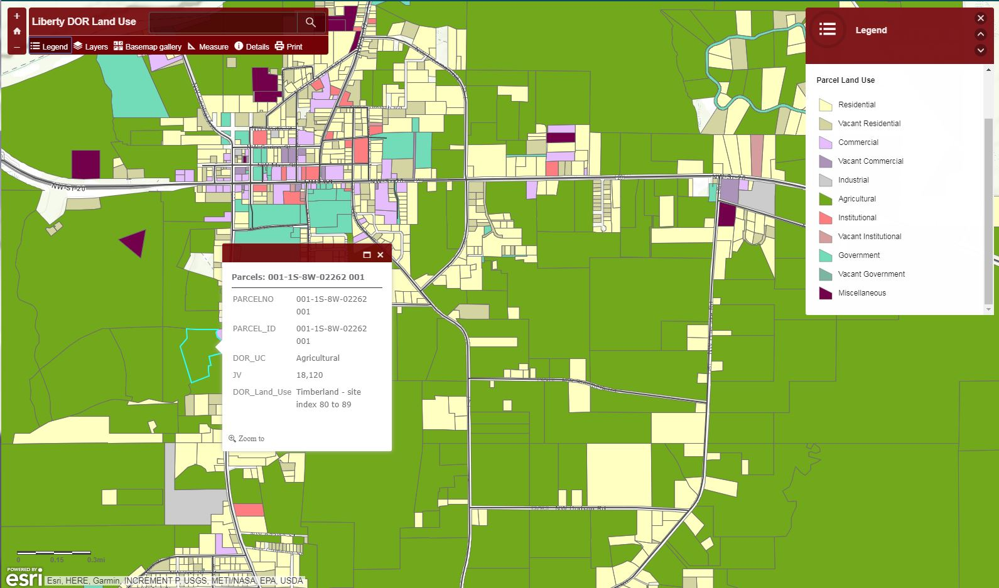 +
−
Liberty DOR Land Use
Legend
Layers
Basemap gallery
Measure
Details
Print
Legend
Parcel Land Use
Residential
Vacant Residential
Commercial
Vacant Commercial
Industrial
Agricultural
Institutional
Vacant Institutional
Government
Vacant Government
Miscellaneous
NW-Sr-20
Parcels: 001-1S-8W-02262 001
PARCELNO 001-1S-8W-02262
001
PARCEL_ID 001-1S-8W-02262
001
DOR_UC Agricultural
JV 18,120
DOR_Land_Use Timberland - site
index 80 to 89
Zoom to
0 0.15 0.3mi
POWERED BY
esri
Esri, HERE, Garmin, INCREMENT P, USGS, METI/NASA, EPA, USDA